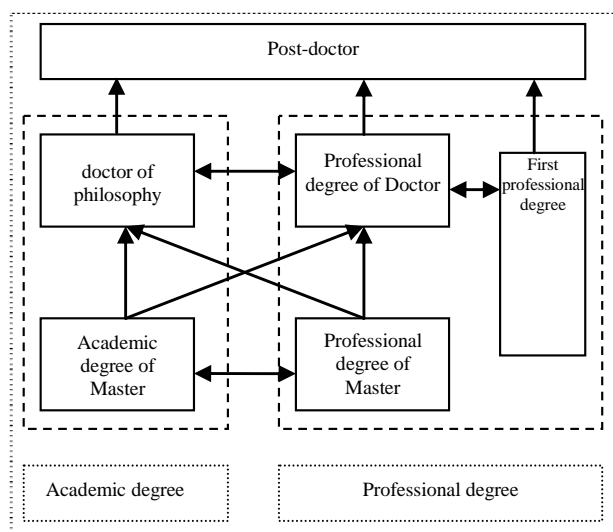 Post-doctor
doctor of
philosophy
Professional
degree of Doctor
First
professional
degree
Academic
degree of
Master
Professional
degree of
Master
Academic degree
Professional degree